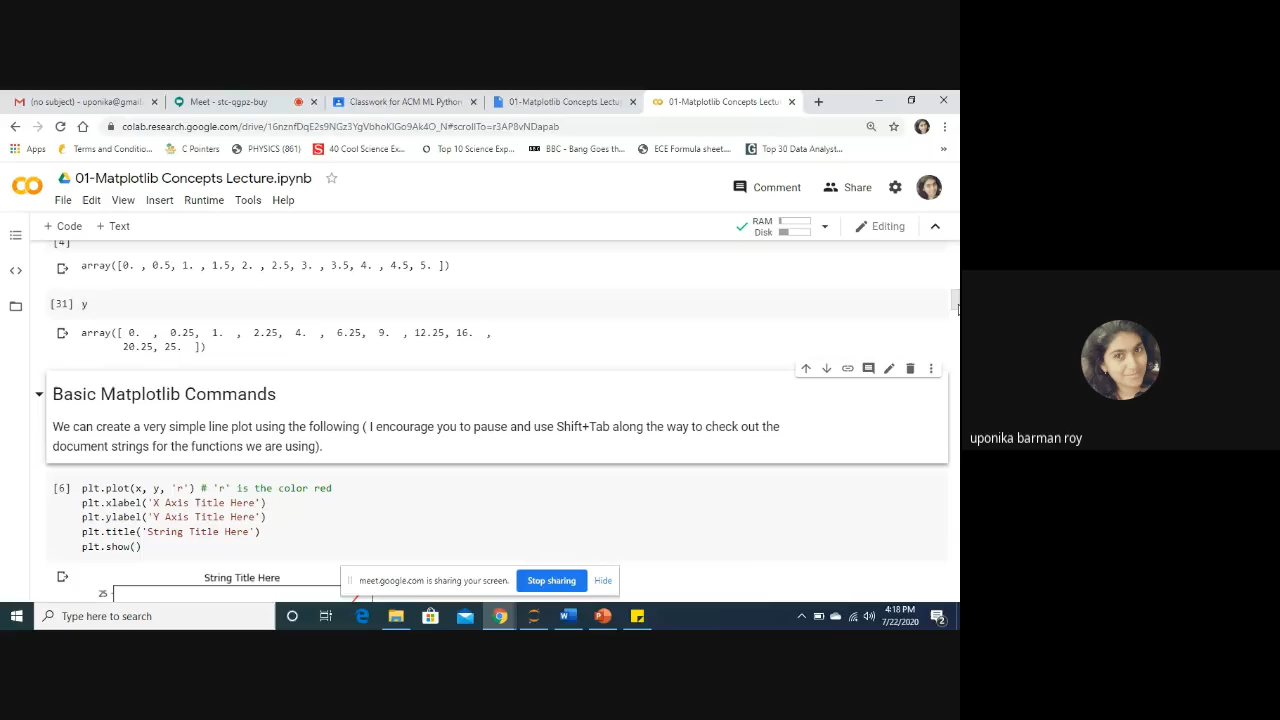 (no subject) - uponika@gmail
Meet - stc-qgpz-buy
Classwork for ACM ML Python
01-Matplotlib Concepts Lectu
01-Matplotlib Concepts Lectu
colab.research.google.com/drive/16nznfDqE2s9NGz3YgVbhoKlGo9Ak4O_N#scrollTo=r3AP8vNDapab
Apps
Terms and Conditio...
C Pointers
PHYSICS (861)
40 Cool Science Ex...
Top 10 Science Exp...
BBC - Bang Goes the...
ECE Formula sheet....
Top 30 Data Analyst...
»
01-Matplotlib Concepts Lecture.ipynb
Comment
Share
File Edit View Insert Runtime Tools Help
+ Code + Text
RAM
Disk
Editing
[4]
array([0. , 0.5, 1. , 1.5, 2. , 2.5, 3. , 3.5, 4. , 4.5, 5. ])
[31] y
array([ 0. , 0.25, 1. , 2.25, 4. , 6.25, 9. , 12.25, 16. ,
20.25, 25. ])
Basic Matplotlib Commands
We can create a very simple line plot using the following ( I encourage you to pause and use Shift+Tab along the way to check out the
document strings for the functions we are using).
[6] plt.plot(x, y, 'r') # 'r' is the color red
plt.xlabel('X Axis Title Here')
plt.ylabel('Y Axis Title Here')
plt.title('String Title Here')
plt.show()
String Title Here
25
meet.google.com is sharing your screen.
Stop sharing
Hide
Type here to search
4:18 PM
7/22/2020
2
uponika barman roy